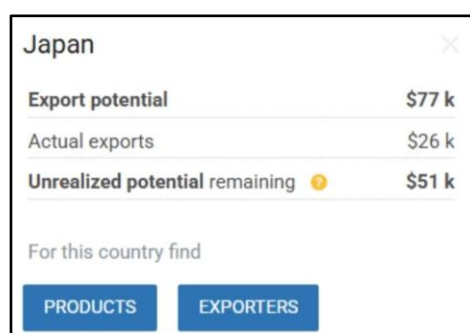 Japan
Export potential $77 k
Actual exports $26 k
Unrealized potential remaining ? $51 k
For this country find
PRODUCTS EXPORTERS